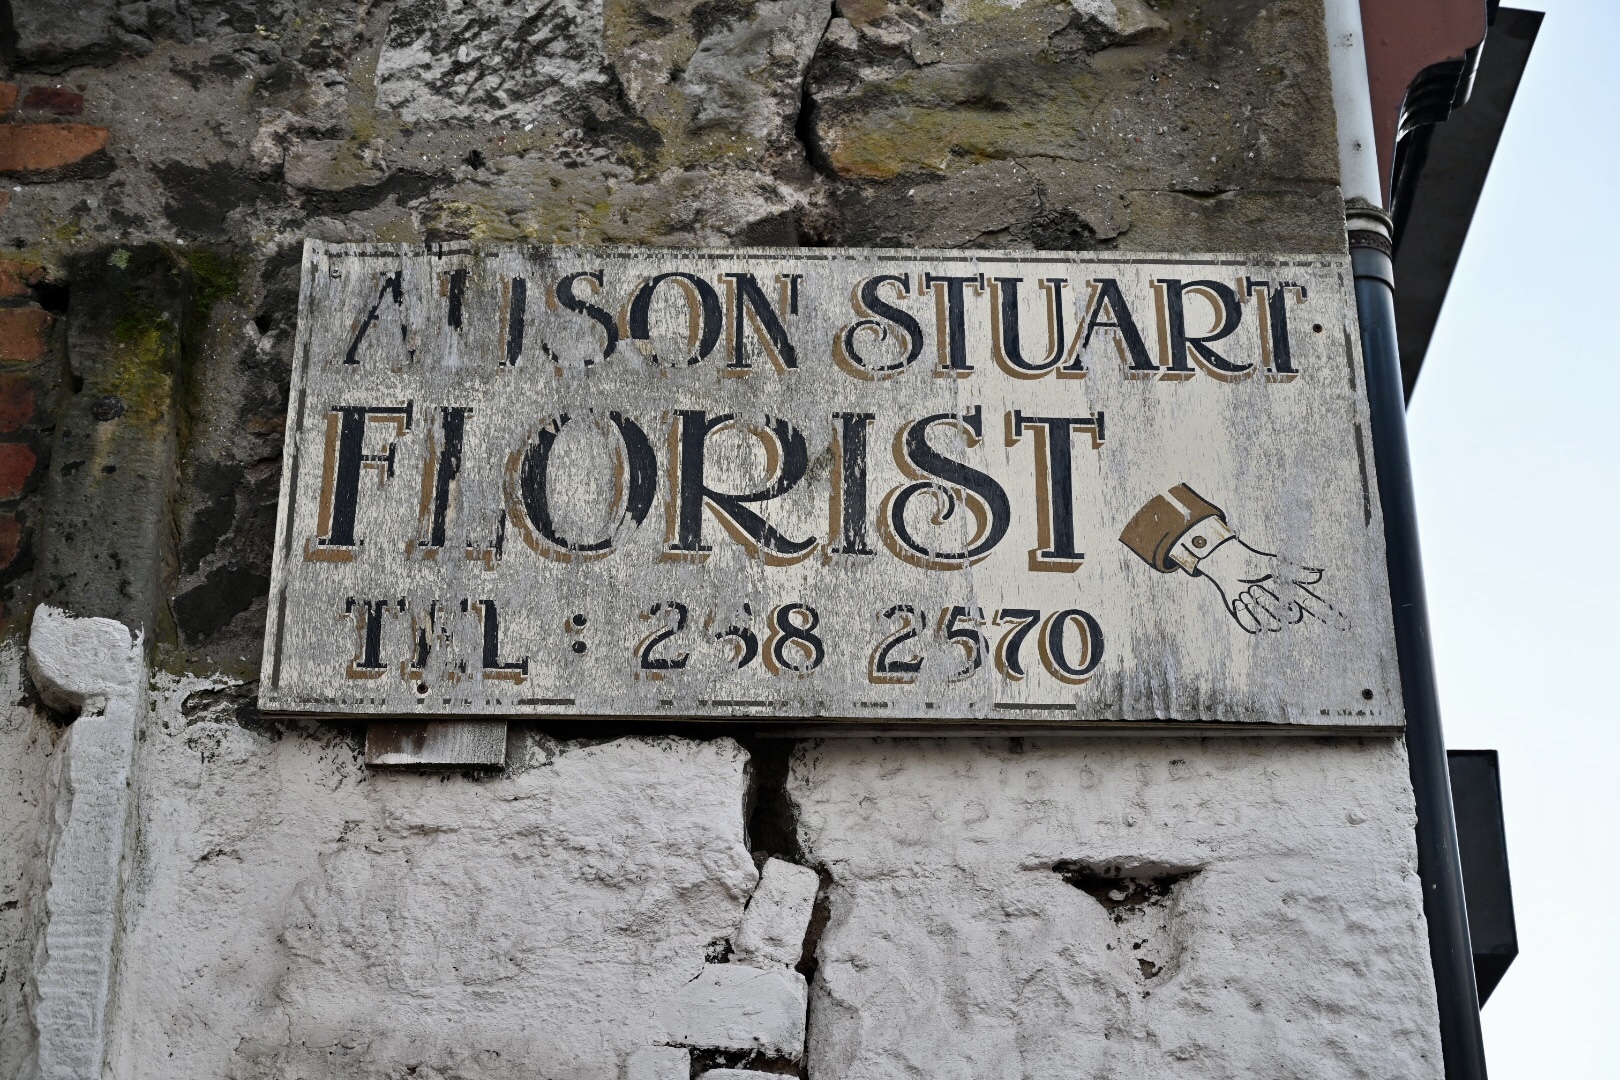 ALISON STUART
FLORIST
TEL : 258 2570